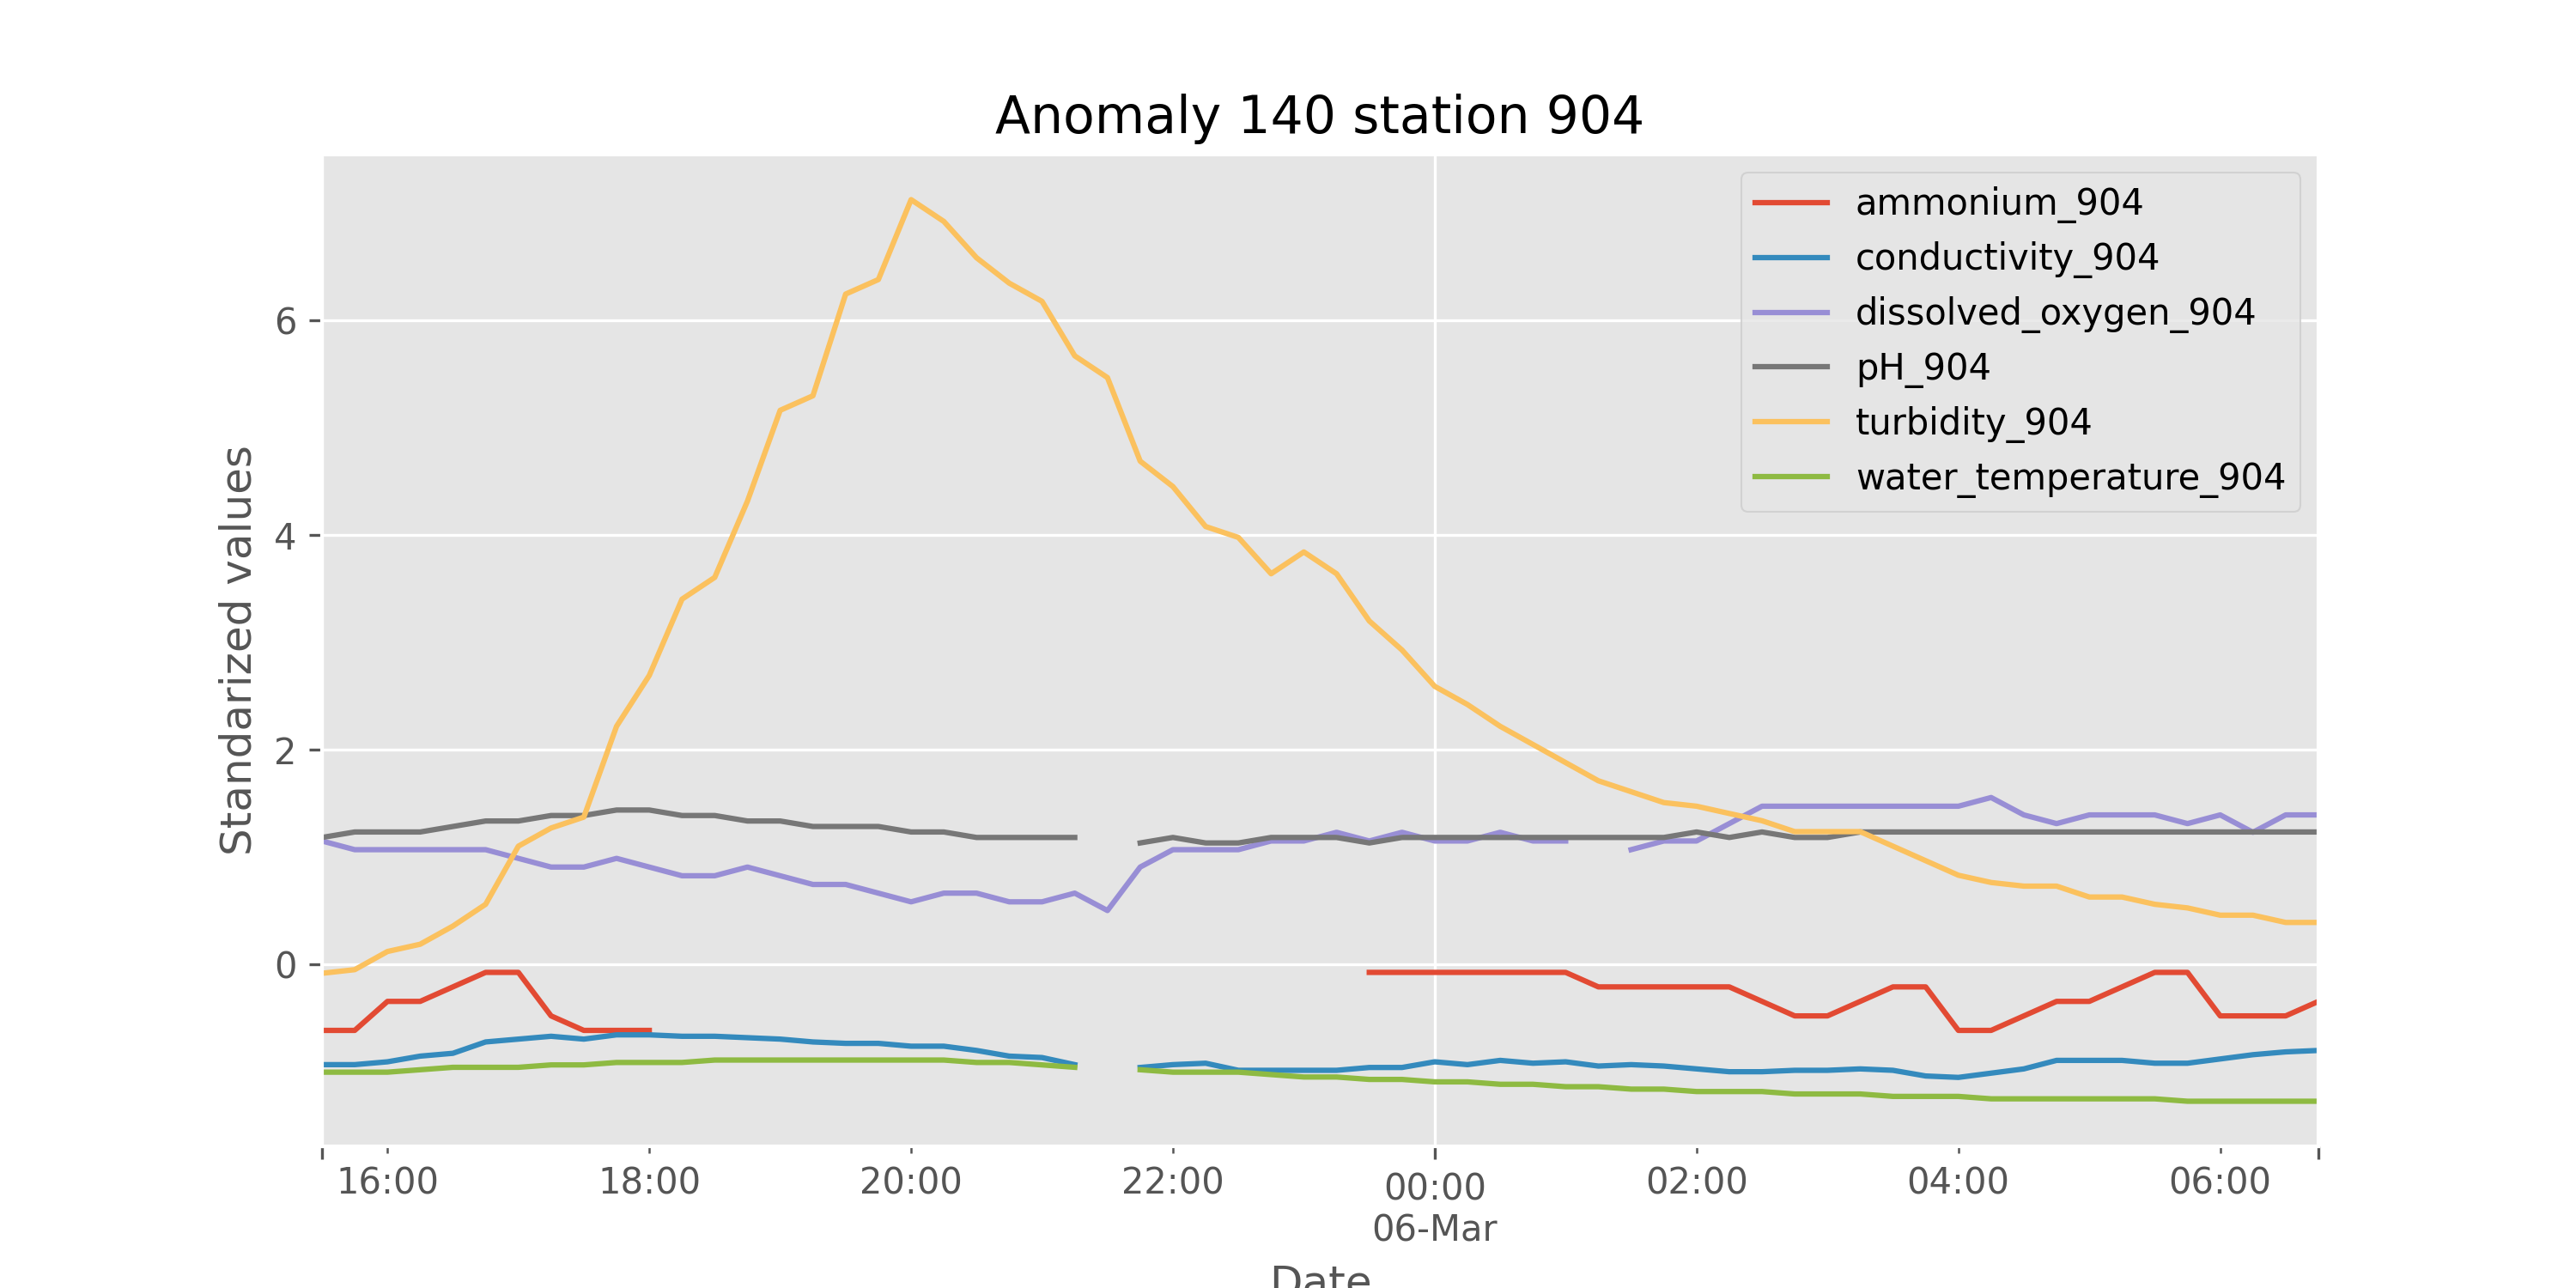 Anomaly 140 station 904
ammonium_904
conductivity_904
dissolved_oxygen_904
pH_904
turbidity_904
water_temperature_904
Standarized values
6
4
2
0
16:00 18:00 20:00 22:00 00:00 02:00 04:00 06:00
06-Mar
Date